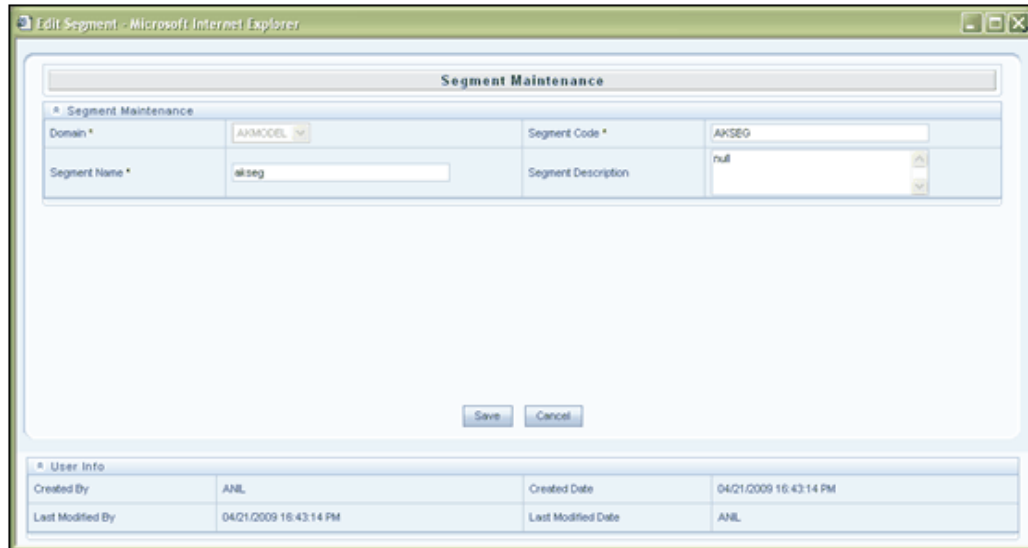 Edit Segment - Microsoft Internet Explorer
Segment Maintenance
Segment Maintenance
Domain * AKMODEL Segment Code * AKSEG
Segment Name * akseg Segment Description null
Save Cancel
User Info
Created By ANIL Created Date 04/21/2009 16:43:14 PM
Last Modified By 04/21/2009 16:43:14 PM Last Modified Date ANIL